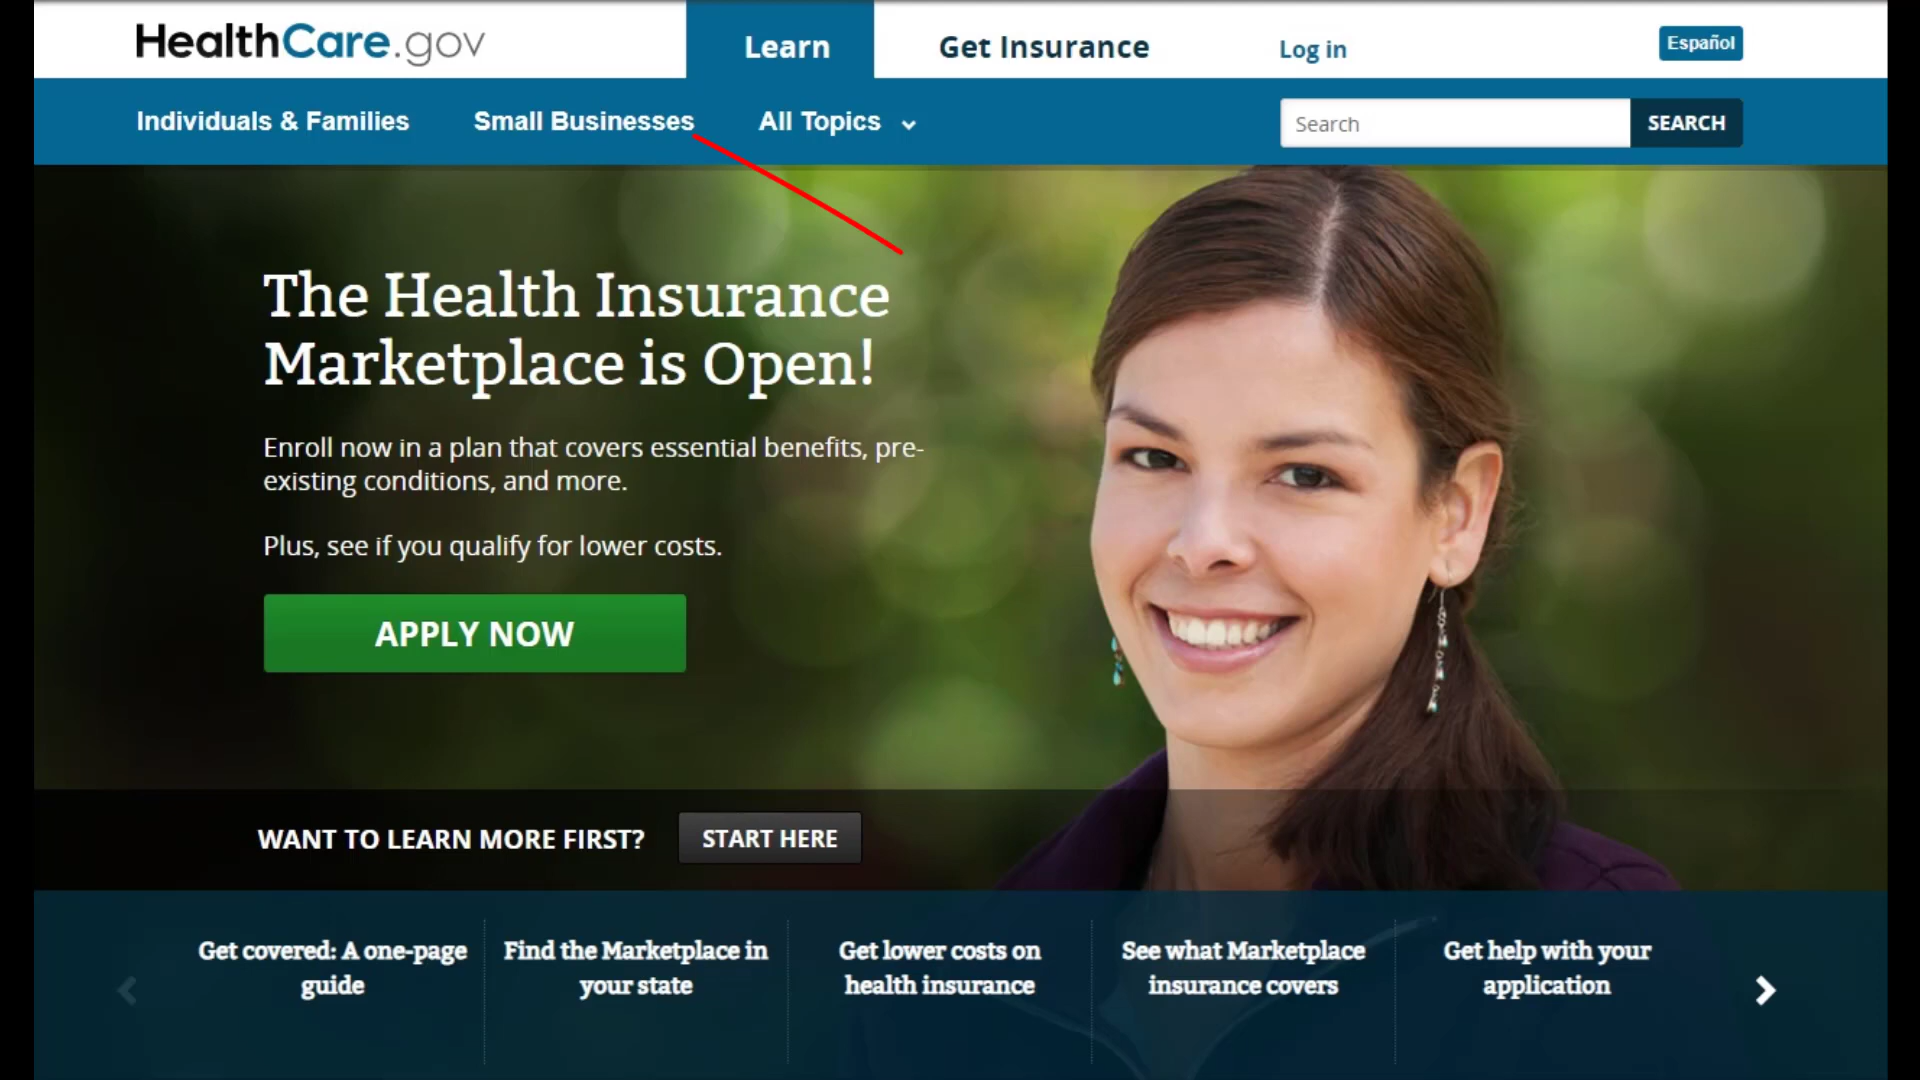 HealthCare.gov
Learn
Get Insurance
Log in
Español
Individuals & Families
Small Businesses
All Topics
Search
SEARCH
The Health Insurance
Marketplace is Open!
Enroll now in a plan that covers essential benefits, pre-
existing conditions, and more.
Plus, see if you qualify for lower costs.
APPLY NOW
WANT TO LEARN MORE FIRST?
START HERE
Get covered: A one-page
guide
Find the Marketplace in
your state
Get lower costs on
health insurance
See what Marketplace
insurance covers
Get help with your
application